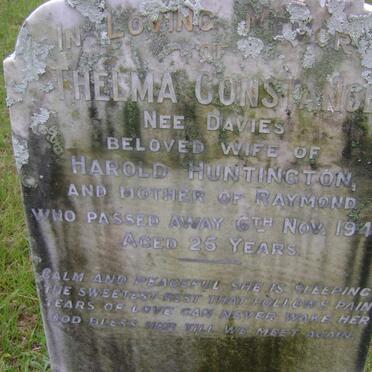 IN LOVING MEMORY
OF
THELMA CONSTANCE
NEE DAVIES
BELOVED WIFE OF
HAROLD HUNTINGTON,
AND MOTHER OF RAYMOND
WHO PASSED AWAY 6TH NOV. 194
AGED 25 YEARS.
CALM AND PEACEFUL SHE IS SLEEPING
THE SWEETEST REST THAT FOLLOWS PAIN
TEARS OF LOVE CAN NEVER WAKE HER
GOD BLESS HER TILL WE MEET AGAIN.